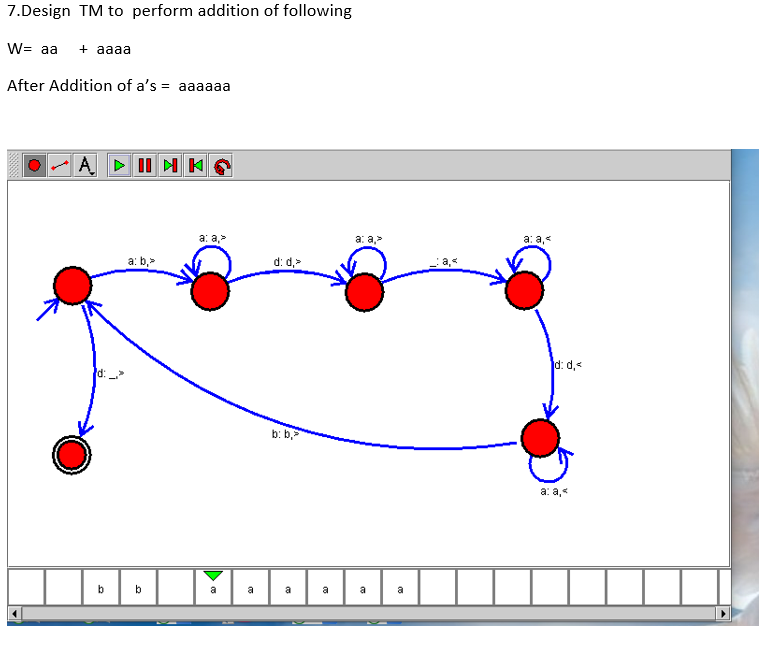 7.Design TM to perform addition of following
W= aa + aaaa
After Addition of a's = aaaaaa
A
a: a,> a: a,> a: a,<
a: b,> d: d,> _: a,<
d: _,> d: d,<
b: b,>
a: a,<
b b a a a a a a